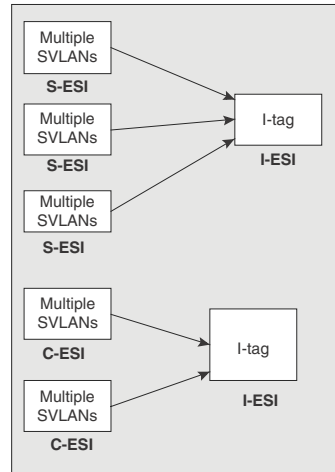 Multiple
SVLANs
S-ESI
Multiple
SVLANs
S-ESI
Multiple
SVLANs
S-ESI
I-tag
I-ESI
Multiple
SVLANs
C-ESI
Multiple
SVLANs
C-ESI
I-tag
I-ESI